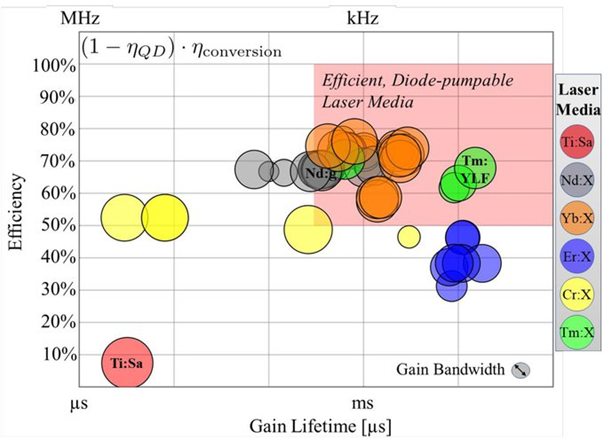 MHz kHz
(1 − η_QD) · η_conversion
100%
90%
80%
70%
60%
50%
40%
30%
20%
10%
Efficiency
Efficient, Diode-pumpable
Laser Media
Nd:g
Tm:
YLF
Ti:Sa
Gain Bandwidth
µs ms
Gain Lifetime [µs]
Laser
Media
Ti:Sa
Nd:X
Yb:X
Er:X
Cr:X
Tm:X